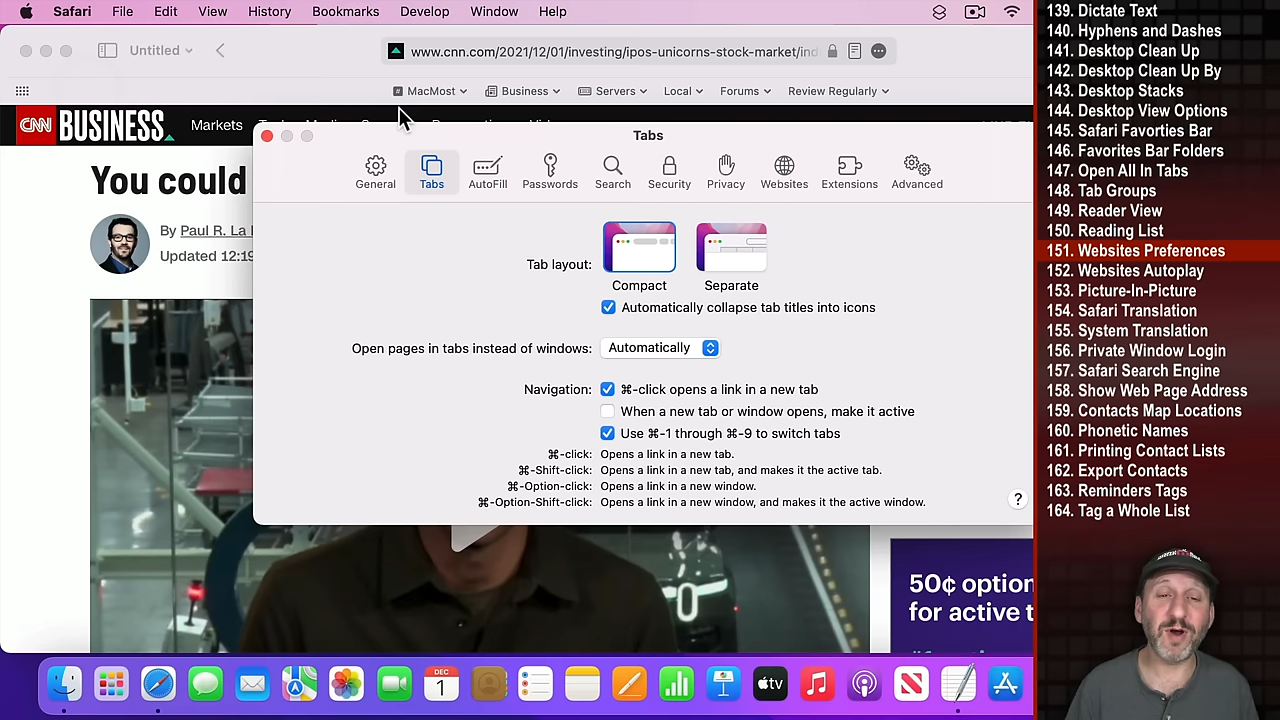 Safari File Edit View History Bookmarks Develop Window Help
Untitled
www.cnn.com/2021/12/01/investing/ipos-unicorns-stock-market/ind
MacMost Business Servers Local Forums Review Regularly
CNN BUSINESS Markets
Tabs
General Tabs AutoFill Passwords Search Security Privacy Websites Extensions Advanced
You could
By Paul R. La
Updated 12:19
Tab layout:
Compact Separate
Automatically collapse tab titles into icons
Open pages in tabs instead of windows: Automatically
Navigation: ⌘-click opens a link in a new tab
When a new tab or window opens, make it active
Use ⌘-1 through ⌘-9 to switch tabs
⌘-click: Opens a link in a new tab.
⌘-Shift-click: Opens a link in a new tab, and makes it the active tab.
⌘-Option-click: Opens a link in a new window.
⌘-Option-Shift-click: Opens a link in a new window, and makes it the active window.
?
50¢ option
for active t
DEC
1
tv
139. Dictate Text
140. Hyphens and Dashes
141. Desktop Clean Up
142. Desktop Clean Up By
143. Desktop Stacks
144. Desktop View Options
145. Safari Favorties Bar
146. Favorites Bar Folders
147. Open All In Tabs
148. Tab Groups
149. Reader View
150. Reading List
151. Websites Preferences
152. Websites Autoplay
153. Picture-In-Picture
154. Safari Translation
155. System Translation
156. Private Window Login
157. Safari Search Engine
158. Show Web Page Address
159. Contacts Map Locations
160. Phonetic Names
161. Printing Contact Lists
162. Export Contacts
163. Reminders Tags
164. Tag a Whole List